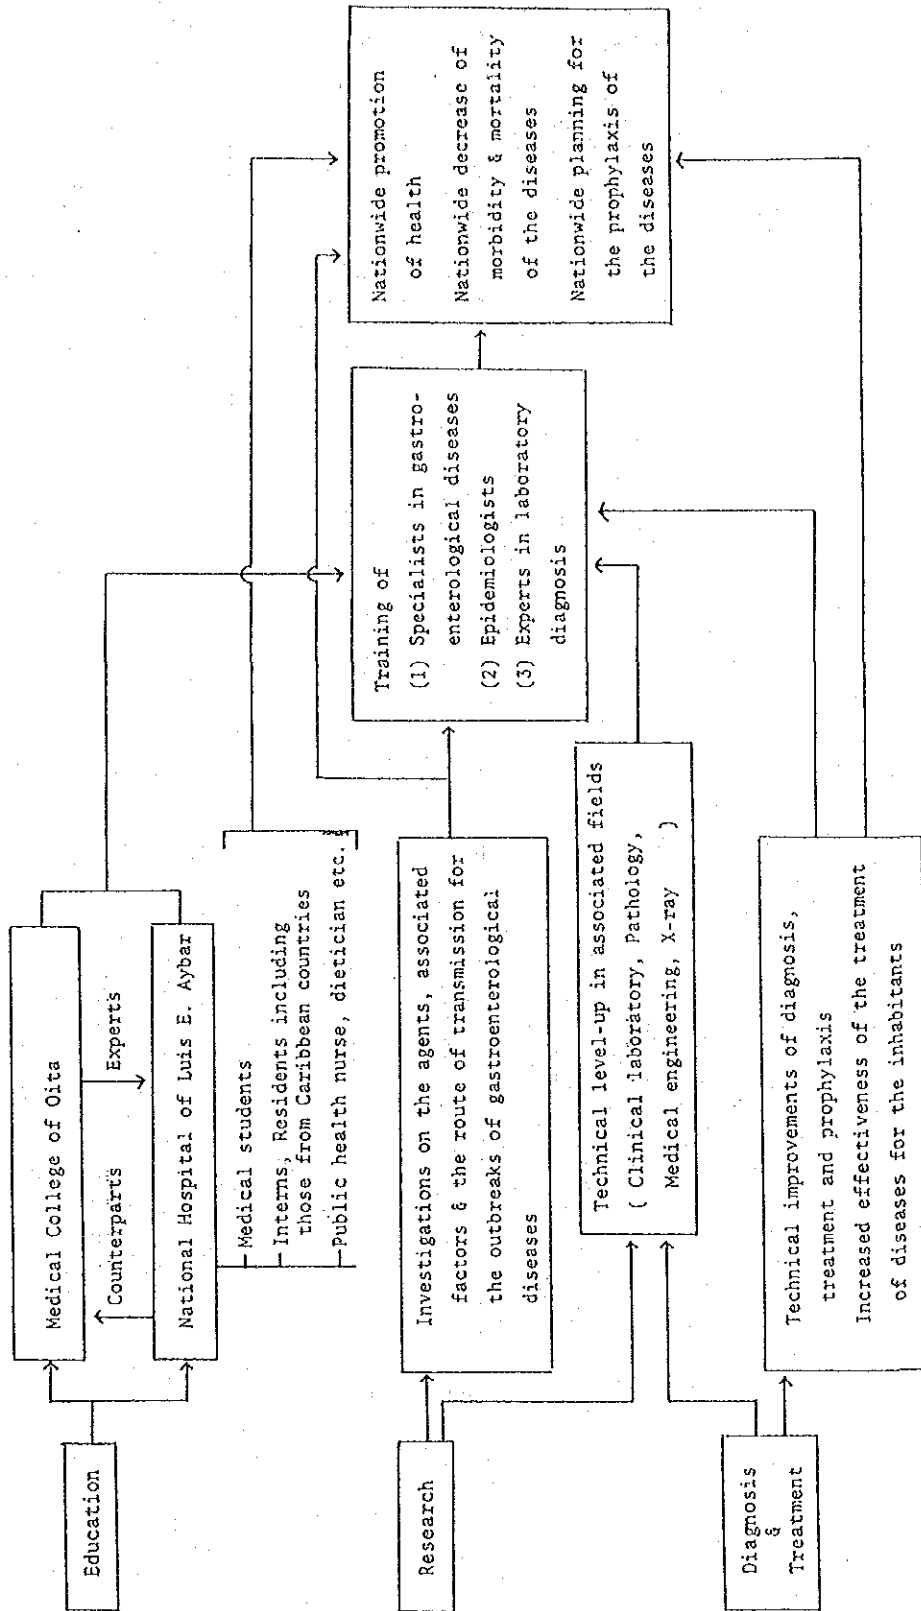 Education
Medical College of Oita
Counterparts
Experts
National Hospital of Luis E. Aybar
Medical students
Interns, Residents including
those from Caribbean countries
Public health nurse, dietician etc.
Research
Investigations on the agents, associated
factors & the route of transmission for
the outbreaks of gastroenterological
diseases
Technical level-up in associated fields
( Clinical laboratory, Pathology,
Medical engineering, X-ray )
Diagnosis
&
Treatment
Technical improvements of diagnosis,
treatment and prophylaxis
Increased effectiveness of the treatment
of diseases for the inhabitants
Training of
(1) Specialists in gastro-
enterological diseases
(2) Epidemiologists
(3) Experts in laboratory
diagnosis
Nationwide promotion
of health
Nationwide decrease of
morbidity & mortality
of the diseases
Nationwide planning for
the prophylaxis of
the diseases